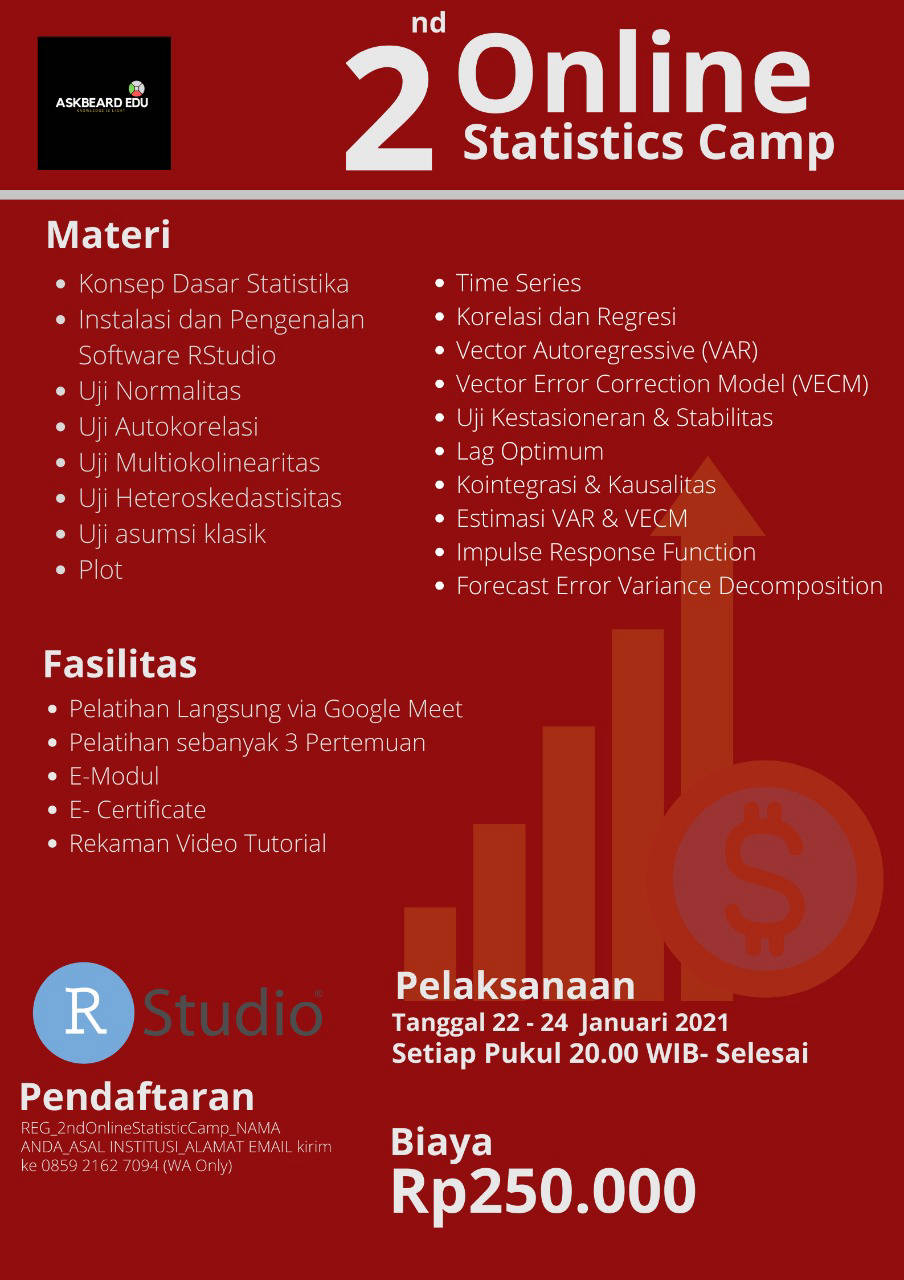 ASKBEARD EDU
2nd Online
Statistics Camp
Materi
Konsep Dasar Statistika
Instalasi dan Pengenalan
Software RStudio
Uji Normalitas
Uji Autokorelasi
Uji Multiokolinearitas
Uji Heteroskedastisitas
Uji asumsi klasik
Plot
Time Series
Korelasi dan Regresi
Vector Autoregressive (VAR)
Vector Error Correction Model (VECM)
Uji Kestasioneran & Stabilitas
Lag Optimum
Kointegrasi & Kausalitas
Estimasi VAR & VECM
Impulse Response Function
Forecast Error Variance Decomposition
Fasilitas
Pelatihan Langsung via Google Meet
Pelatihan sebanyak 3 Pertemuan
E-Modul
E- Certificate
Rekaman Video Tutorial
R Studio®
Pendaftaran
REG_2ndOnlineStatisticCamp_NAMA
ANDA_ASAL INSTITUSI_ALAMAT EMAIL kirim
ke 0859 2162 7094 (WA Only)
$
Pelaksanaan
Tanggal 22 - 24 Januari 2021
Setiap Pukul 20.00 WIB- Selesai
Biaya
Rp250.000